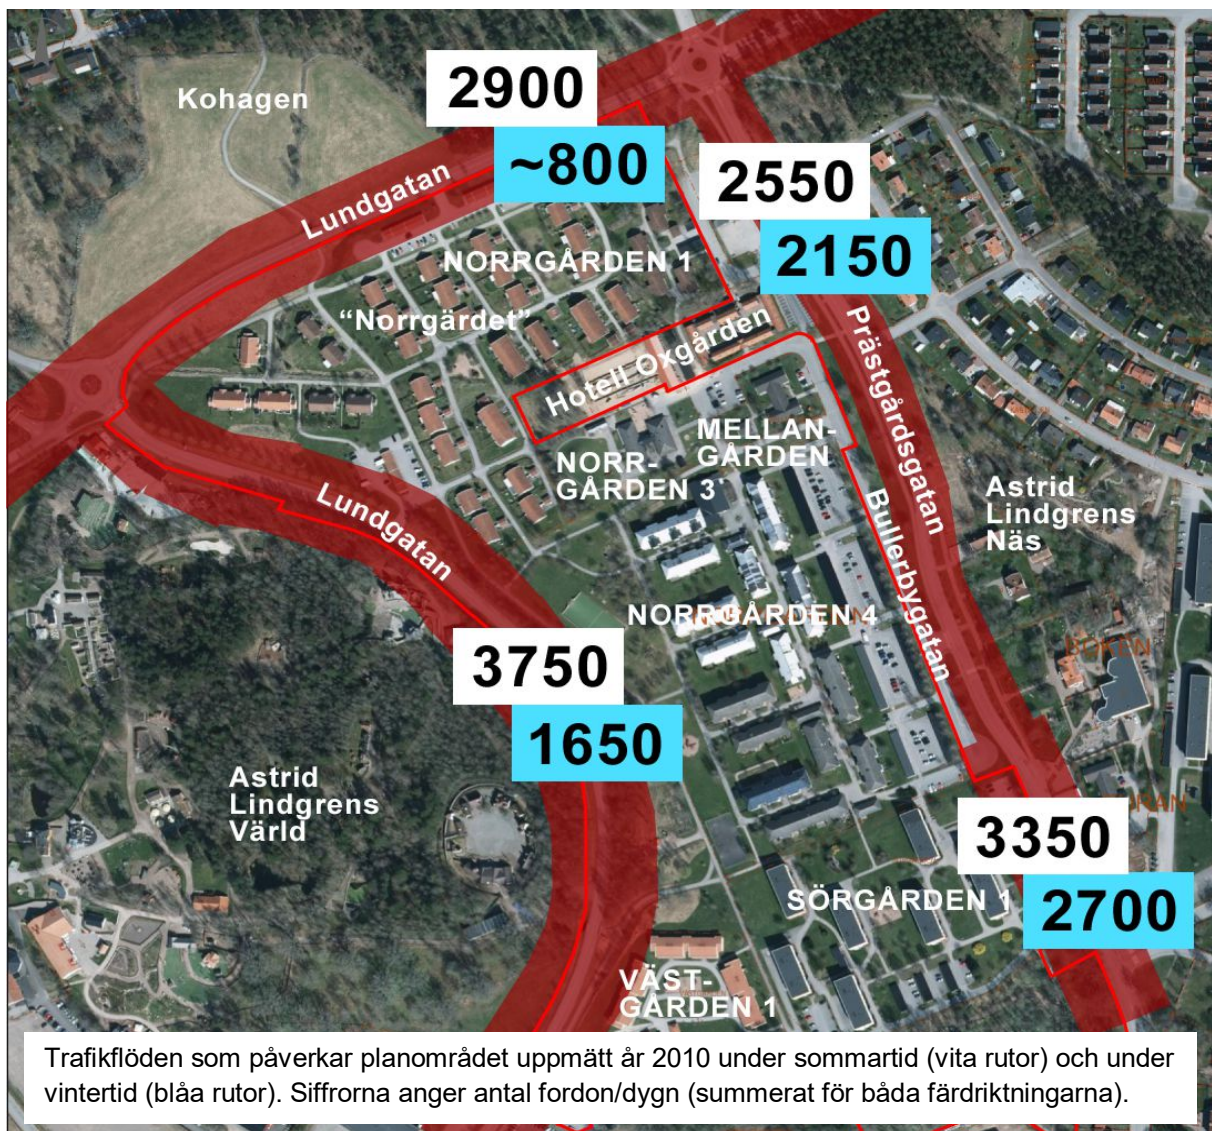 Kohagen
2900
~800
Lundgatan
2550
2150
NORRGÅRDEN 1
“Norrgärdet”
Hotell Oxgården
Prästgårdsgatan
MELLAN-
GÅRDEN
NORR-
GÅRDEN 3
Lundgatan
Bullerbygatan
Astrid
Lindgrens
Näs
NORRGÅRDEN 4
BOKEN
3750
1650
Astrid
Lindgrens
Värld
3350
2700
SÖRGÅRDEN 1
VÄST-
GÅRDEN 1
Trafikflöden som påverkar planområdet uppmätt år 2010 under sommartid (vita rutor) och under
vintertid (blåa rutor). Siffrorna anger antal fordon/dygn (summerat för båda färdriktningarna).